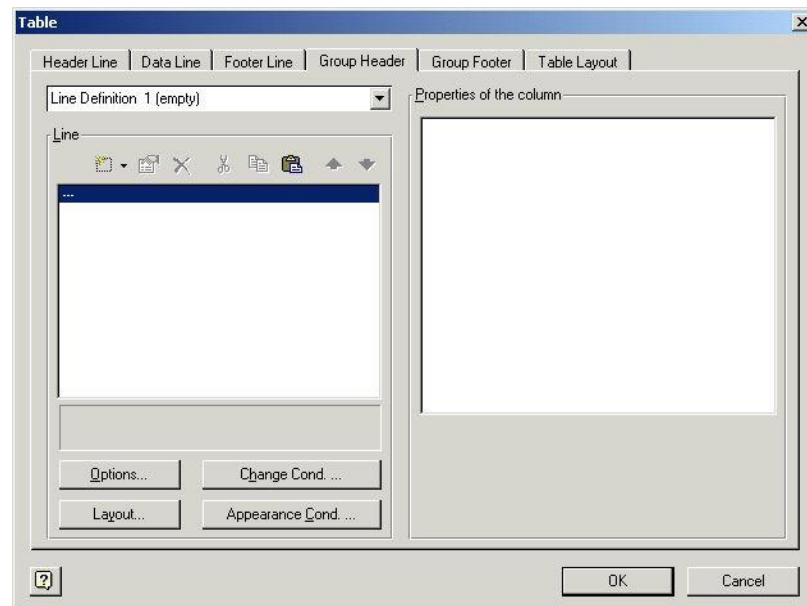 Table
Header Line Data Line Footer Line Group Header Group Footer Table Layout
Line Definition 1 (empty)
Properties of the column
Line
---
Options...
Change Cond. ...
Layout...
Appearance Cond. ...
OK
Cancel